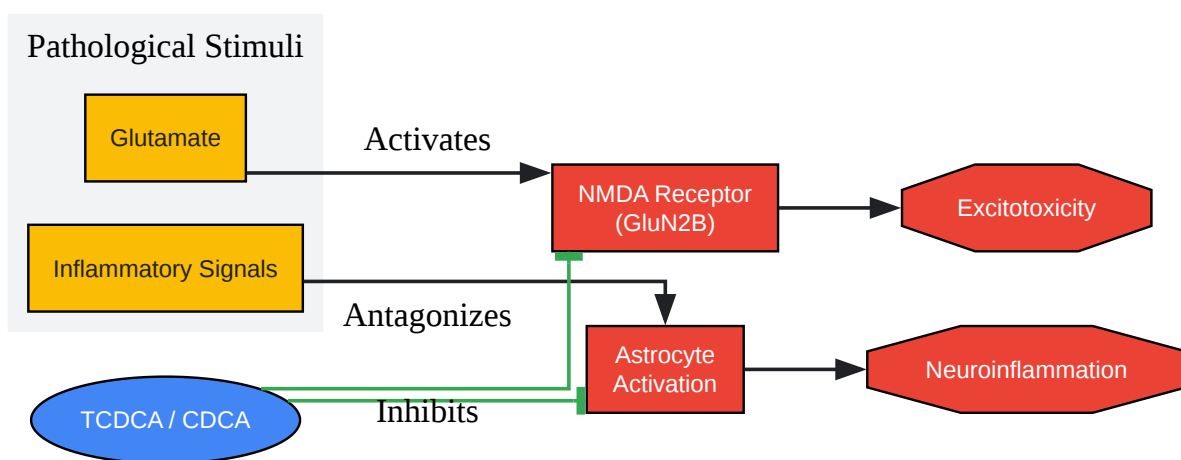 Pathological Stimuli
Glutamate
Activates
NMDA Receptor
(GluN2B)
Excitotoxicity
Inflammatory Signals
Antagonizes
Astrocyte
Activation
Neuroinflammation
TCDCA / CDCA
Inhibits